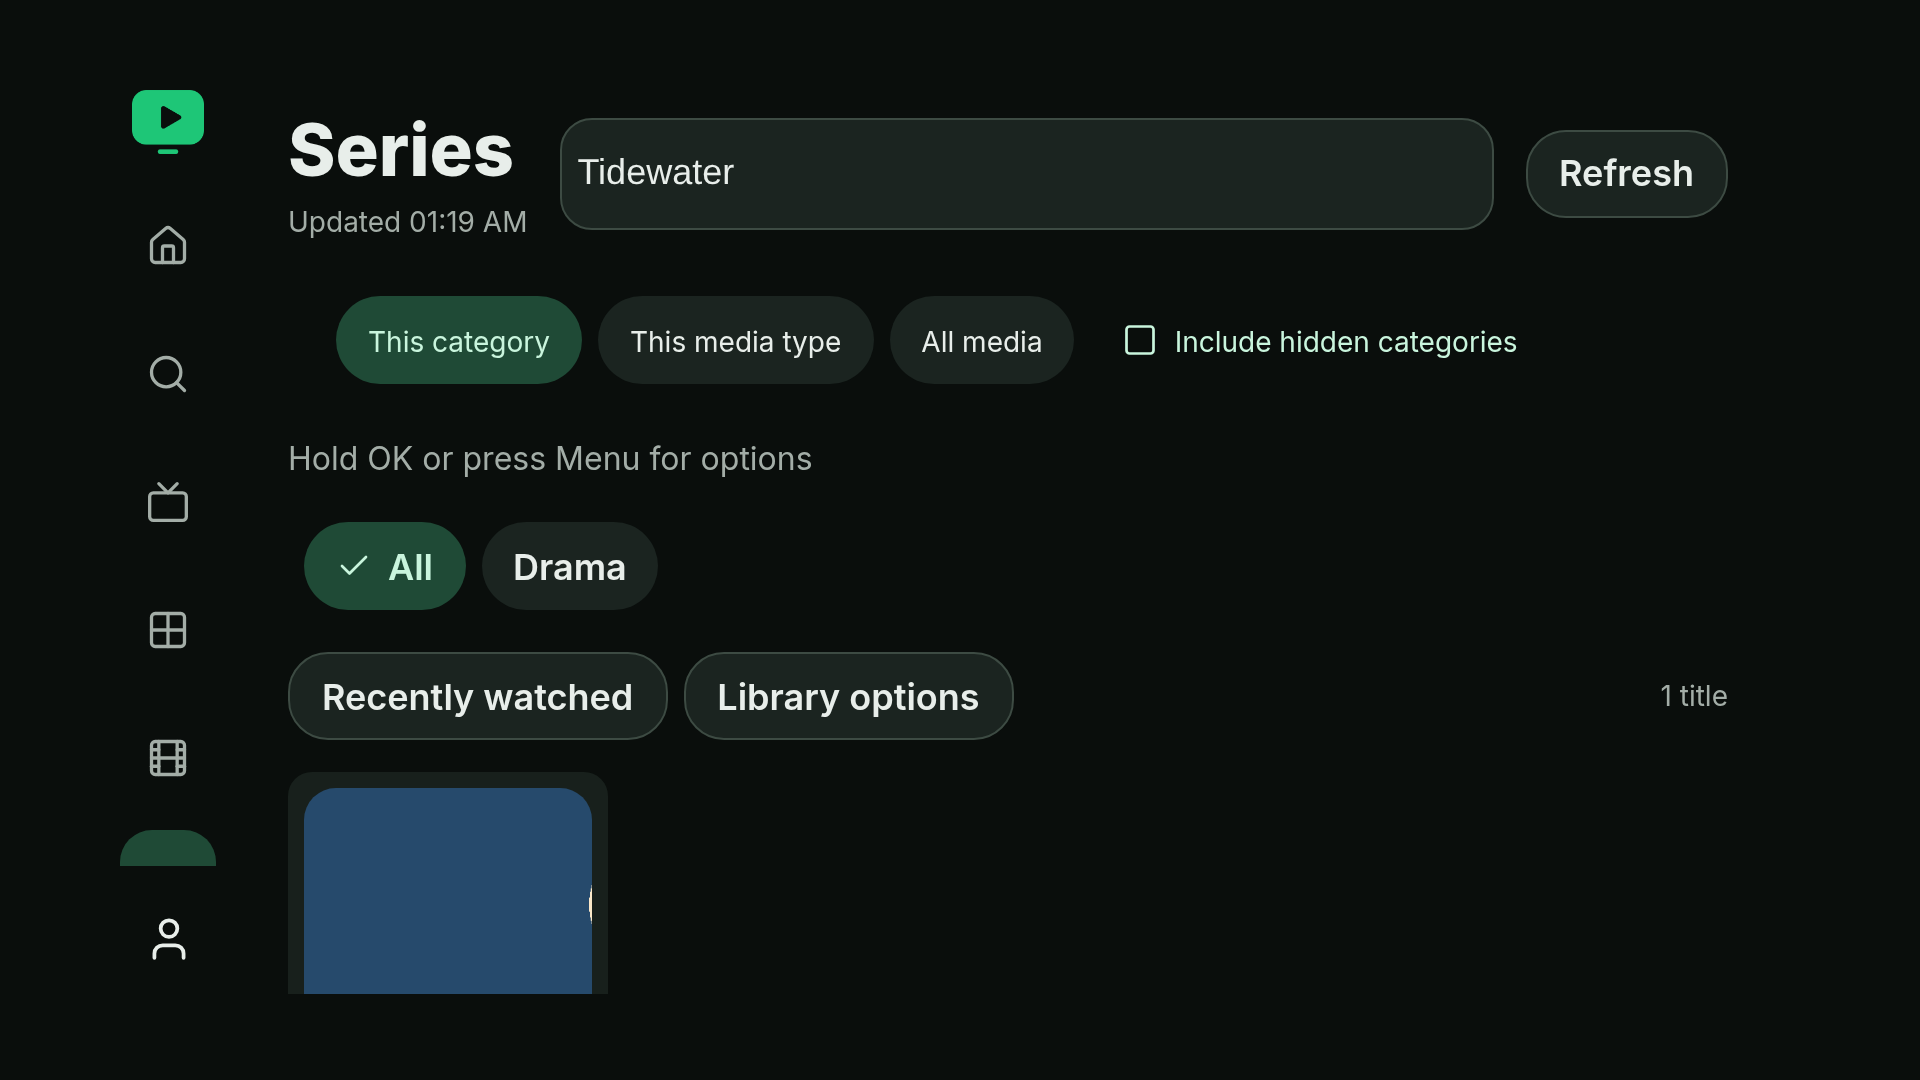 Series
Tidewater
Refresh
Updated 01:19 AM
This category
This media type
All media
Include hidden categories
Hold OK or press Menu for options
All
Drama
Recently watched
Library options
1 title